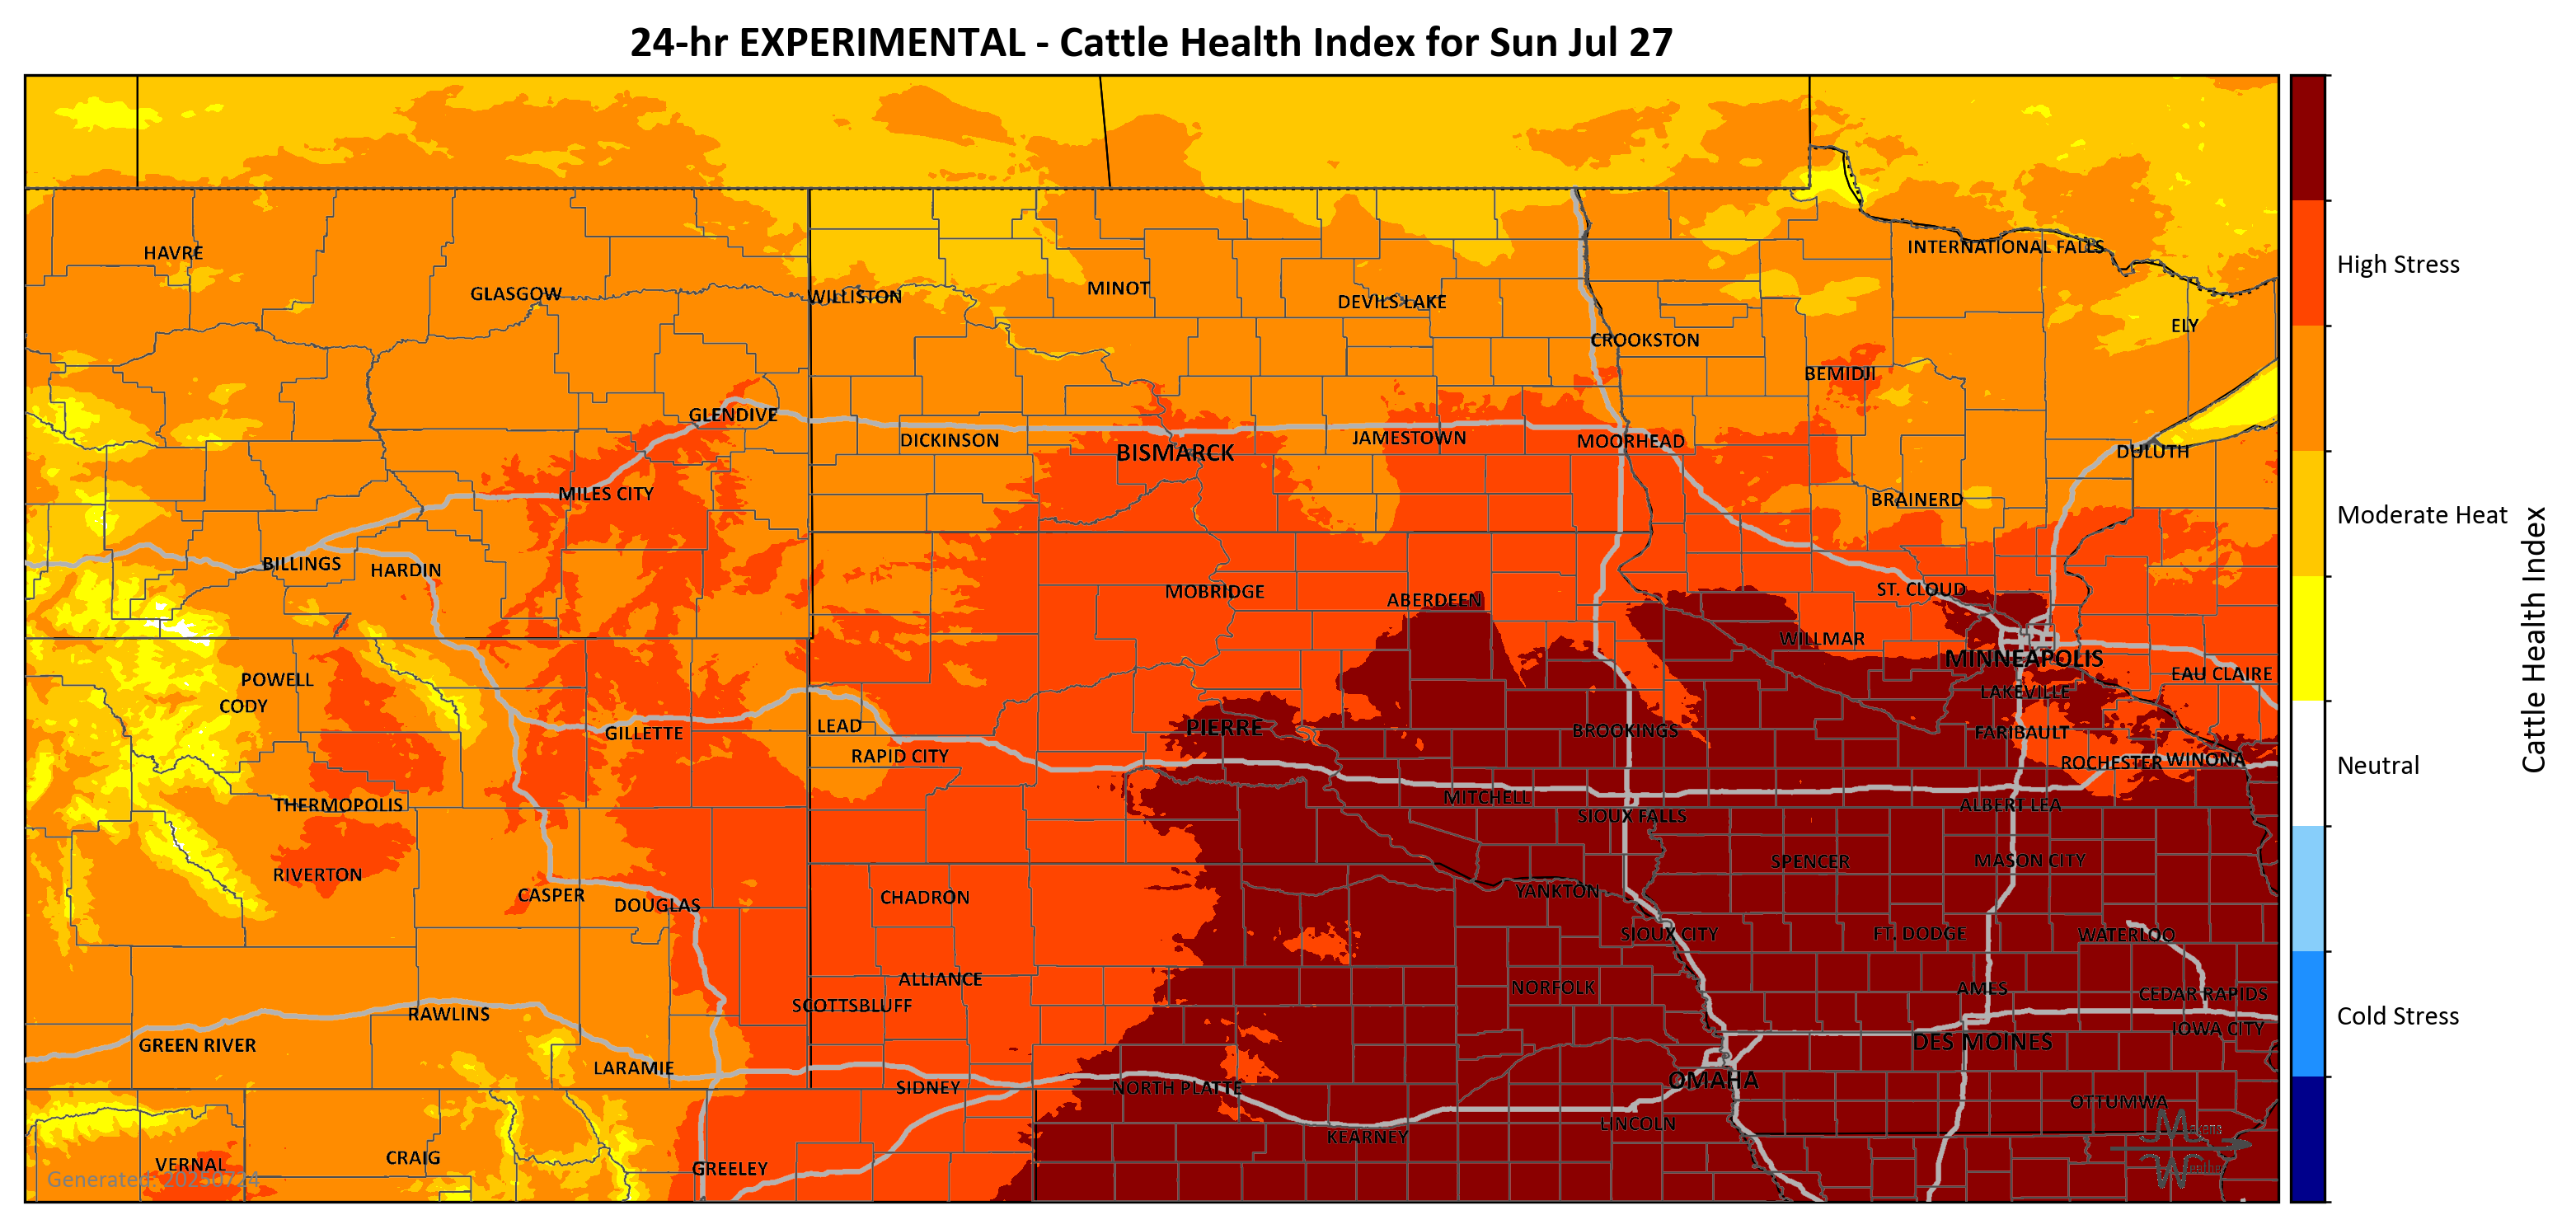 24-hr EXPERIMENTAL - Cattle Health Index for Sun Jul 27
HAVRE
GLASGOW
WILLISTON
MINOT
DEVILS LAKE
CROOKSTON
INTERNATIONAL FALLS
ELY
BEMIDJI
GLENDIVE
DICKINSON
BISMARCK
JAMESTOWN
MOORHEAD
DULUTH
MILES CITY
BRAINERD
BILLINGS
HARDIN
MOBRIDGE
ABERDEEN
ST. CLOUD
WILLMAR
MINNEAPOLIS
EAU CLAIRE
POWELL
CODY
LAKEVILLE
GILLETTE
LEAD
PIERRE
BROOKINGS
FARIBAULT
RAPID CITY
ROCHESTER
WINONA
THERMOPOLIS
MITCHELL
SIOUX FALLS
ALBERT LEA
RIVERTON
SPENCER
MASON CITY
CASPER
DOUGLAS
CHADRON
YANKTON
SIOUX CITY
FT. DODGE
WATERLOO
ALLIANCE
NORFOLK
AMES
CEDAR RAPIDS
SCOTTSBLUFF
RAWLINS
IOWA CITY
GREEN RIVER
DES MOINES
LARAMIE
SIDNEY
NORTH PLATTE
OMAHA
OTTUMWA
LINCOLN
KEARNEY
VERNAL
CRAIG
GREELEY
Generated: 20250724
High Stress
Moderate Heat
Neutral
Cold Stress
Cattle Health Index